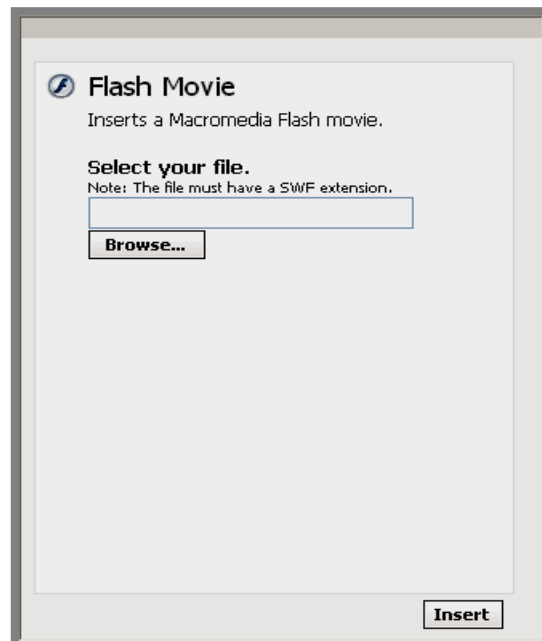 Flash Movie
Inserts a Macromedia Flash movie.
Select your file.
Note: The file must have a SWF extension.
Browse...
Insert